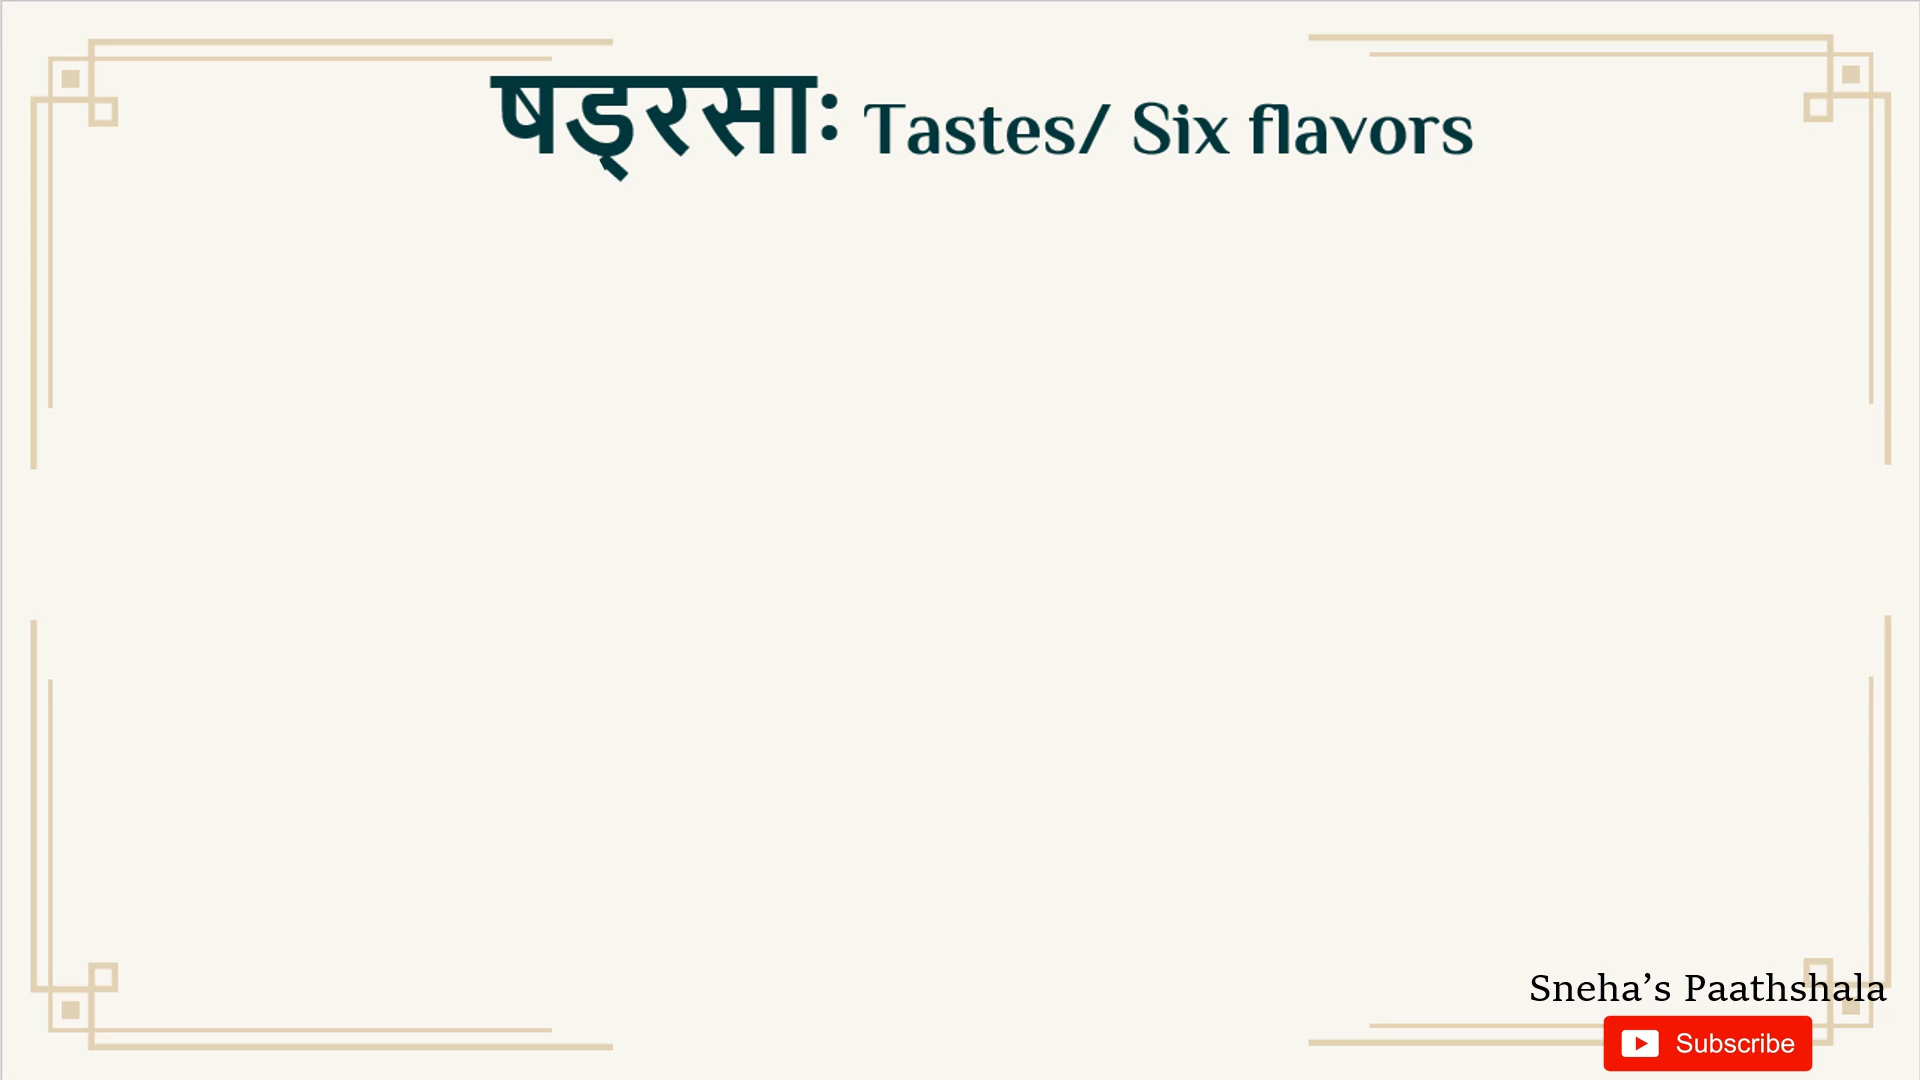 षड्रसाः Tastes/ Six flavors
Sneha’s Paathshala
Subscribe